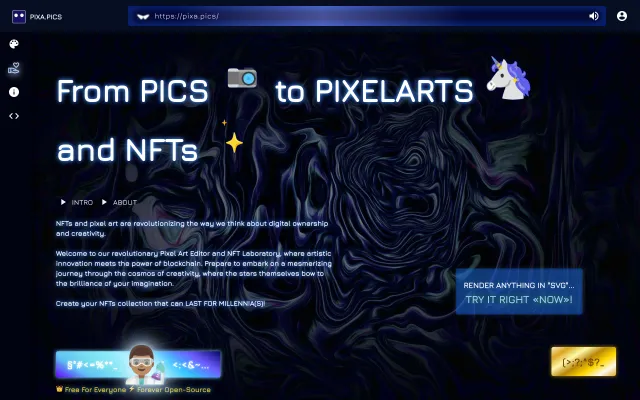 PIXA.PICS
https://pixa.pics/
From PICS to PIXELARTS
and NFTs
INTRO ABOUT
NFTs and pixel art are revolutionizing the way we think about digital ownership
and creativity.
Welcome to our revolutionary Pixel Art Editor and NFT Laboratory, where artistic
innovation meets the power of blockchain. Prepare to embark on a mesmerizing
journey through the cosmos of creativity, where the stars themselves bow to
the brilliance of your imagination.
Create your NFTs collection that can LAST FOR MILLENNIA(S)!
RENDER ANYTHING IN "SVG"...
TRY IT RIGHT «NOW»!
Free For Everyone Forever Open-Source